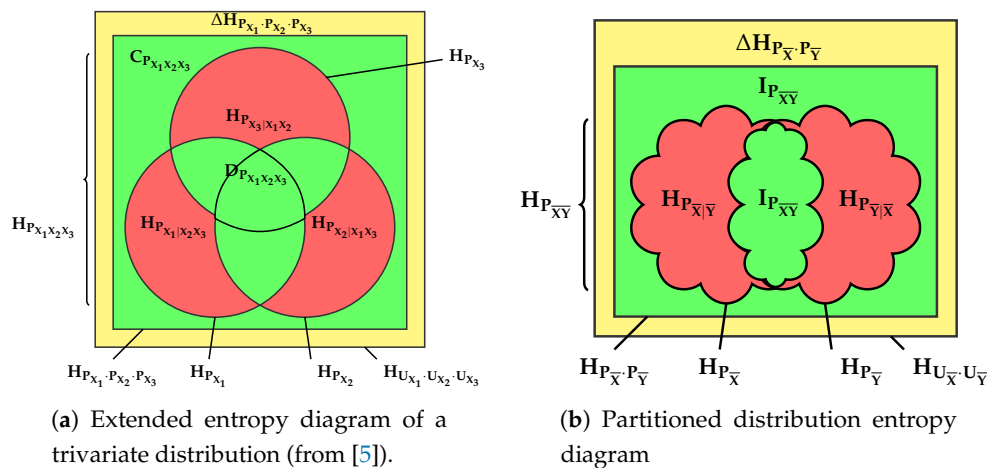 ΔH_{P_{X_1}·P_{X_2}·P_{X_3}}
C_{P_{X_1X_2X_3}}
H_{P_{X_3}}
H_{P_{X_3|X_1X_2}}
D_{P_{X_1X_2X_3}}
H_{P_{X_1X_2X_3}}
H_{P_{X_1|X_2X_3}}
H_{P_{X_2|X_1X_3}}
H_{P_{X_1}·P_{X_2}·P_{X_3}}
H_{P_{X_1}}
H_{P_{X_2}}
H_{U_{X_1}·U_{X_2}·U_{X_3}}
(a) Extended entropy diagram of a
trivariate distribution (from [5]).
ΔH_{P_{X̅}·P_{Y̅}}
I_{P_{X̅Y̅}}
H_{P_{X̅Y̅}}
H_{P_{X̅|Y̅}}
I_{P_{X̅Y̅}}
H_{P_{Y̅|X̅}}
H_{P_{X̅}·P_{Y̅}}
H_{P_{X̅}}
H_{P_{Y̅}}
H_{U_{X̅}·U_{Y̅}}
(b) Partitioned distribution entropy
diagram